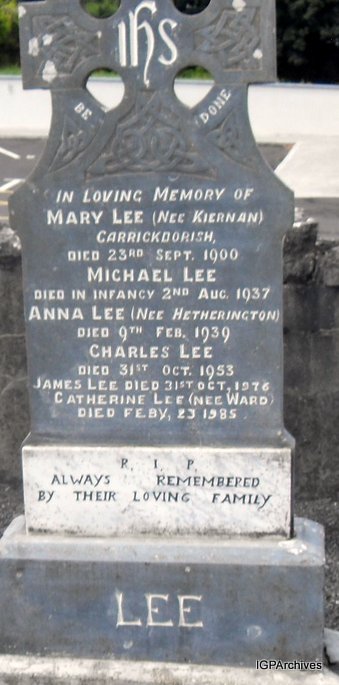 IHS
BE DONE
IN LOVING MEMORY OF
MARY LEE (NEE KIERNAN)
CARRICKDORISH,
DIED 23RD SEPT. 1900
MICHAEL LEE
DIED IN INFANCY 2ND AUG. 1937
ANNA LEE (NEE HETHERINGTON)
DIED 9TH FEB. 1939
CHARLES LEE
DIED 31ST OCT. 1953
JAMES LEE DIED 31ST OCT, 1976
CATHERINE LEE (NEE WARD)
DIED FEBY, 23 1985
R. I. P.
ALWAYS REMEMBERED
BY THEIR LOVING FAMILY
LEE
IGPArchives